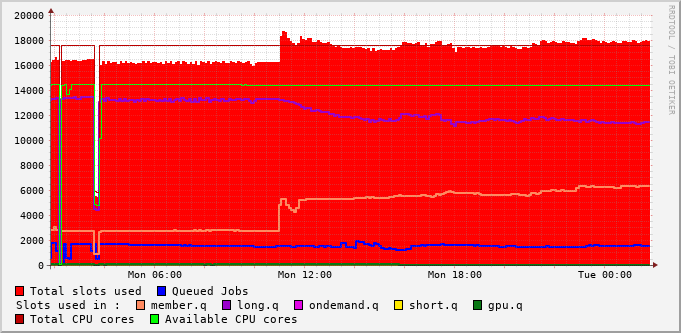 20000
18000
16000
14000
12000
10000
8000
6000
4000
2000
0
Mon 06:00 Mon 12:00 Mon 18:00 Tue 00:00
Total slots used Queued Jobs
Slots used in : member.q long.q ondemand.q short.q gpu.q
Total CPU cores Available CPU cores
RRDTOOL / TOBI OETIKER